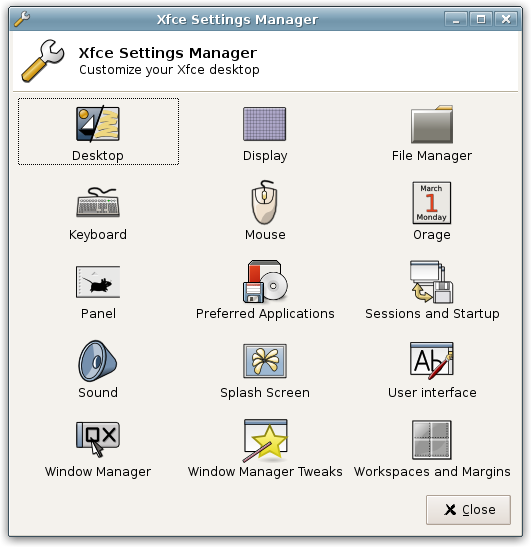 Xfce Settings Manager
Xfce Settings Manager
Customize your Xfce desktop
Desktop
Display
File Manager
Keyboard
Mouse
March
1
Monday
Orage
Panel
Preferred Applications
Sessions and Startup
Sound
Splash Screen
Ab
User interface
Window Manager
Window Manager Tweaks
Workspaces and Margins
Close